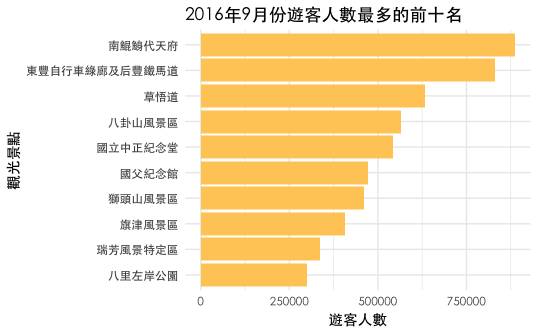 2016年9月份遊客人數最多的前十名
觀光景點
南鯤鯓代天府
東豐自行車綠廊及后豐鐵馬道
草悟道
八卦山風景區
國立中正紀念堂
國父紀念館
獅頭山風景區
旗津風景區
瑞芳風景特定區
八里左岸公園
0 250000 500000 750000
遊客人數